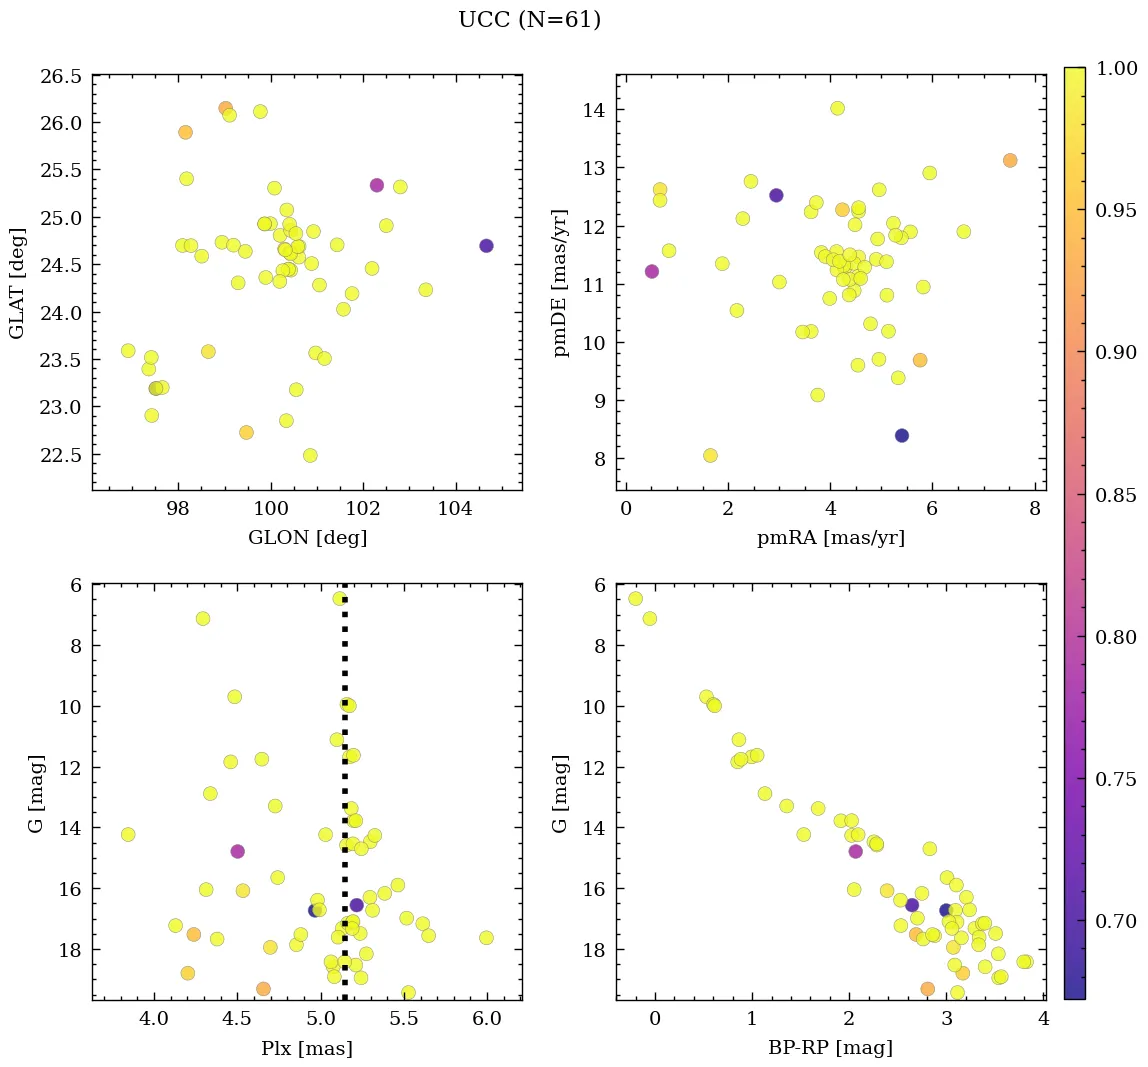 UCC (N=61)
26.5
26.0
25.5
25.0
24.5
24.0
23.5
23.0
22.5
GLAT [deg]
98 100 102 104
GLON [deg]
14
13
12
11
10
9
8
pmDE [mas/yr]
0 2 4 6 8
pmRA [mas/yr]
6
8
10
12
14
16
18
G [mag]
4.0 4.5 5.0 5.5 6.0
Plx [mas]
6
8
10
12
14
16
18
G [mag]
0 1 2 3 4
BP-RP [mag]
1.00
0.95
0.90
0.85
0.80
0.75
0.70